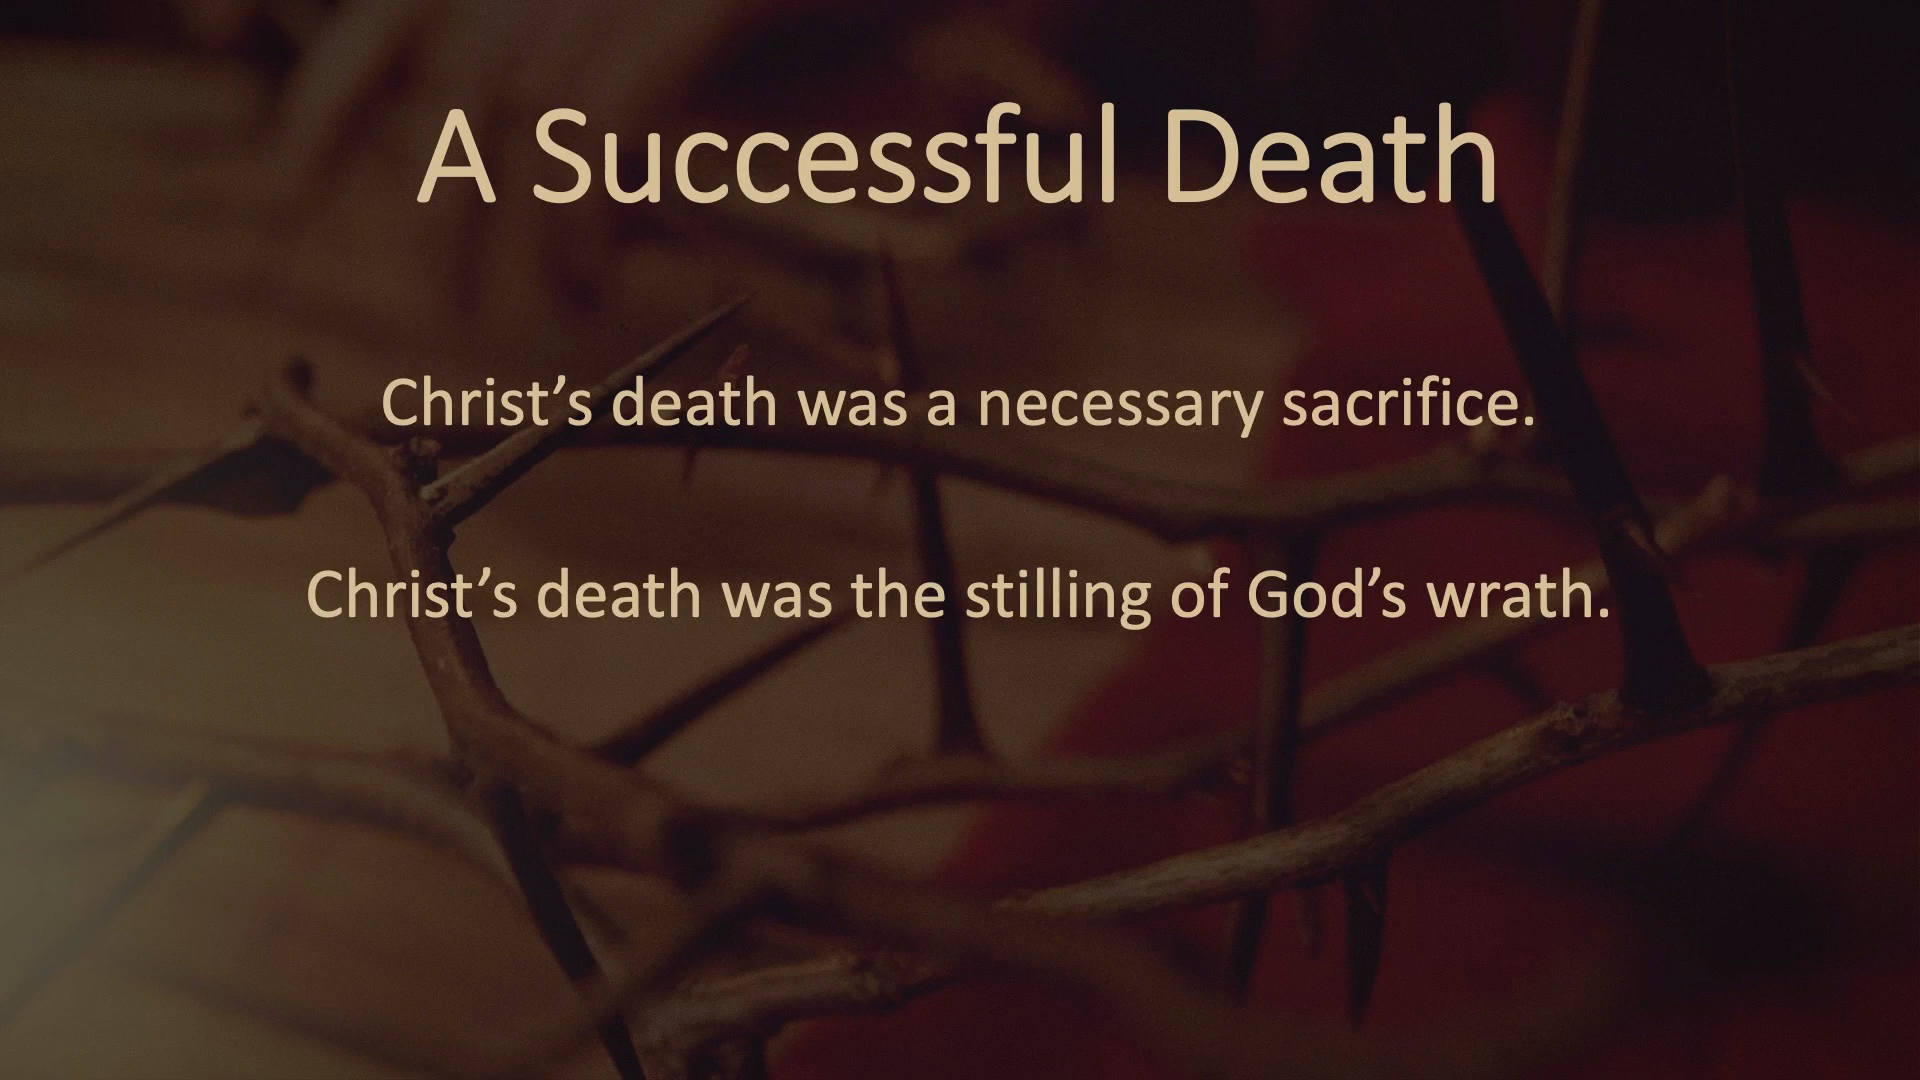 A Successful Death
Christ’s death was a necessary sacrifice.
Christ’s death was the stilling of God’s wrath.